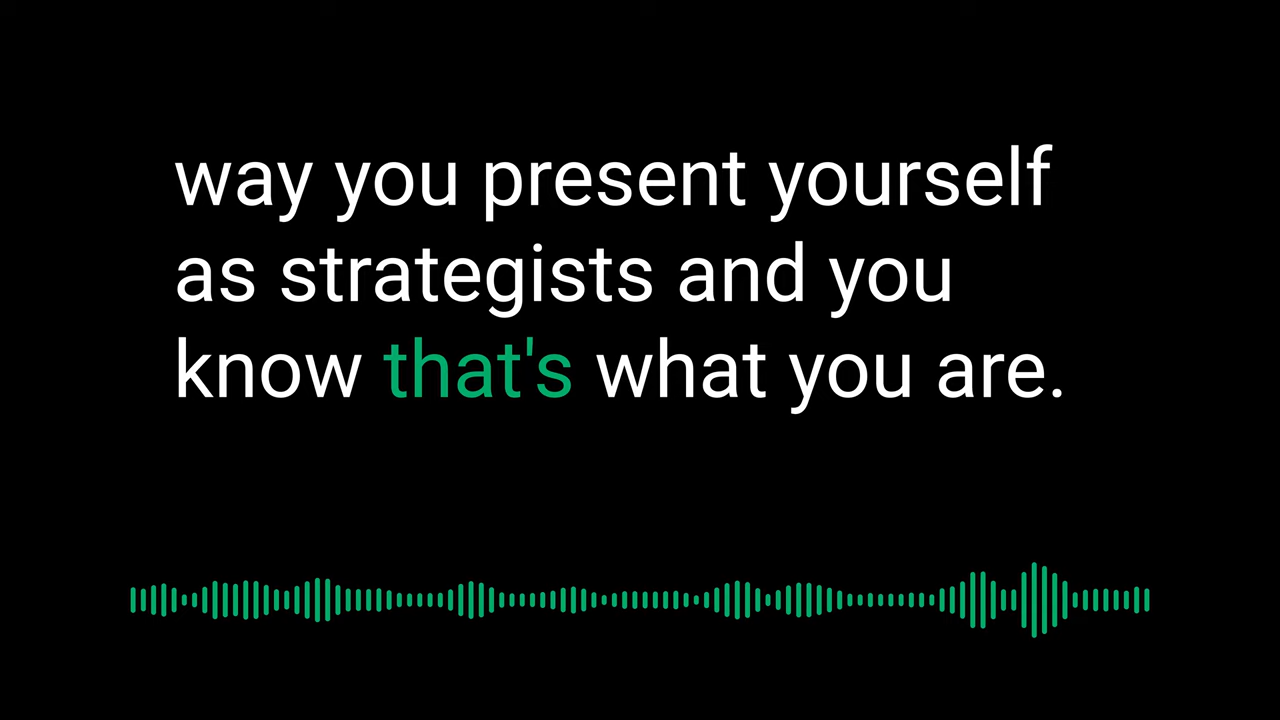 way you present yourself
as strategists and you
know that's what you are.